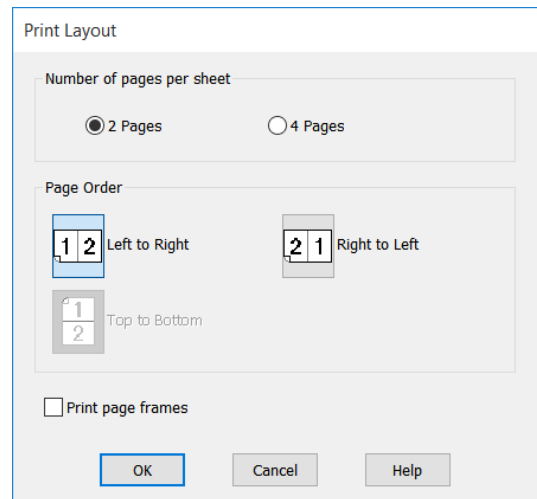 Print Layout
Number of pages per sheet
2 Pages 4 Pages
Page Order
1 2 Left to Right 2 1 Right to Left
1
2
Top to Bottom
Print page frames
OK Cancel Help